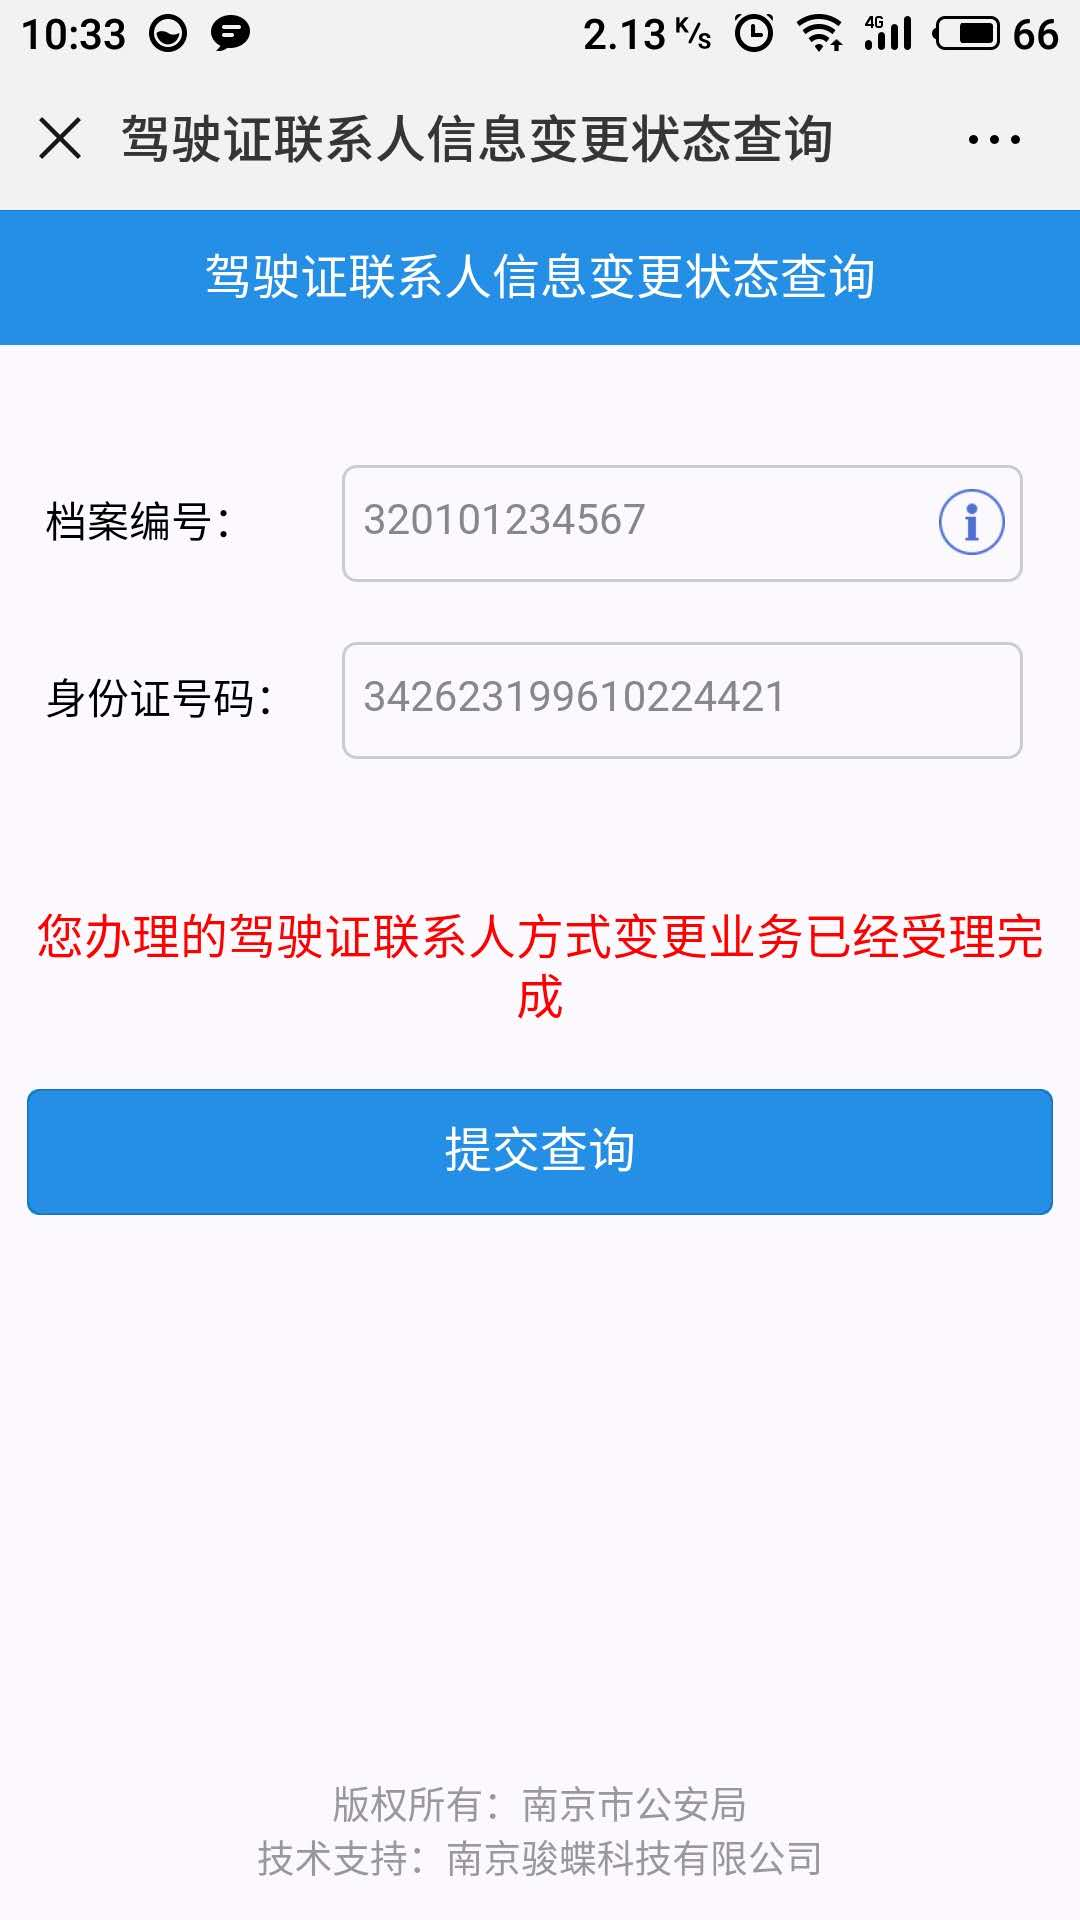 10:33 2.13 K/s 4G 66
驾驶证联系人信息变更状态查询
驾驶证联系人信息变更状态查询
档案编号： 320101234567
身份证号码： 342623199610224421
您办理的驾驶证联系人方式变更业务已经受理完
成
提交查询
版权所有：南京市公安局
技术支持：南京骏蝶科技有限公司